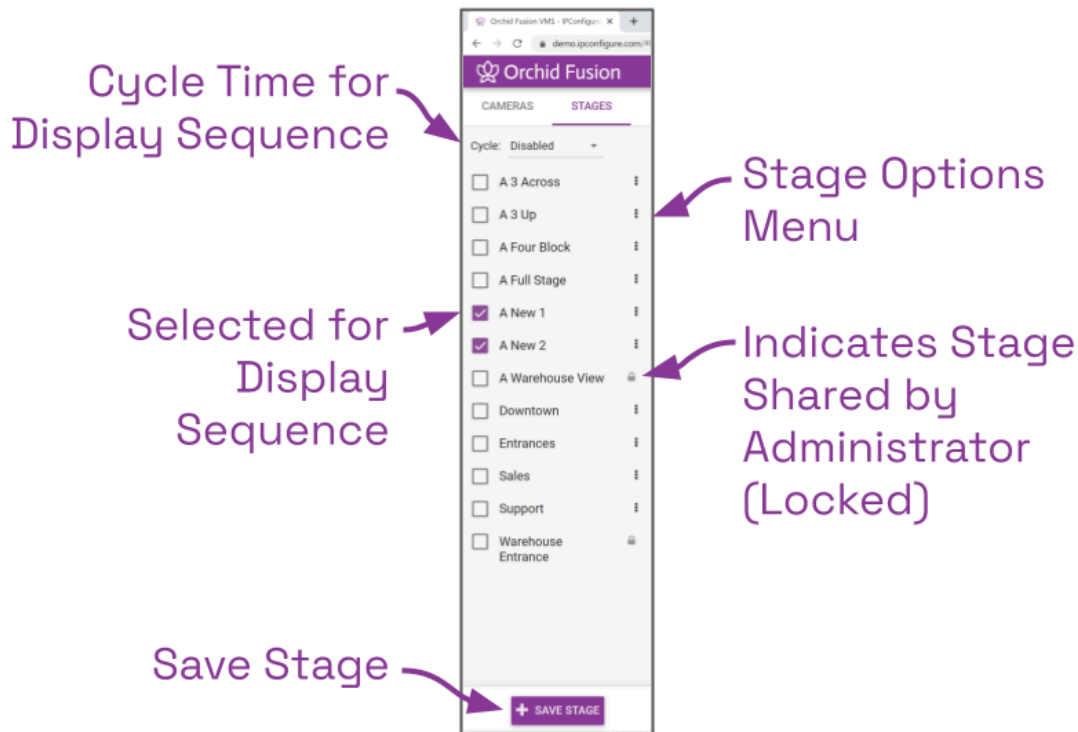 Orchid Fusion VMS - IPConfigure
demo.ipconfigure.com/#
Orchid Fusion
CAMERAS STAGES
Cycle: Disabled
A 3 Across
A 3 Up
A Four Block
A Full Stage
A New 1
A New 2
A Warehouse View
Downtown
Entrances
Sales
Support
Warehouse
Entrance
+ SAVE STAGE
Cycle Time for
Display Sequence
Selected for
Display
Sequence
Save Stage
Stage Options
Menu
Indicates Stage
Shared by
Administrator
(Locked)